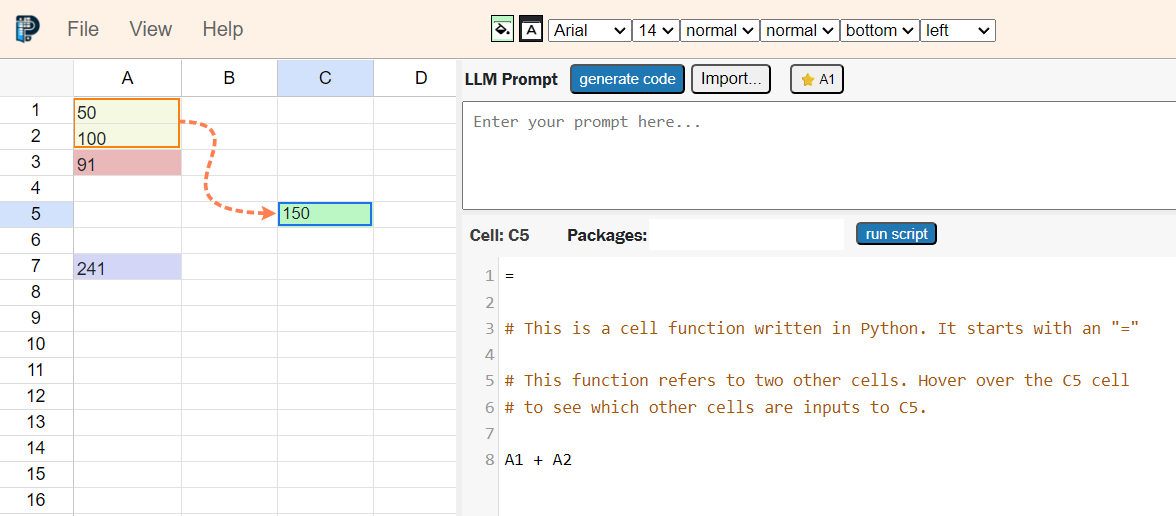 File View Help
A Arial 14 normal normal bottom left
A B C D
LLM Prompt generate code Import... A1
1 50
Enter your prompt here...
2 100
3 91
4
5 150
Cell: C5 Packages: run script
6
7 241
8
9
10
11
12
13
14
15
16
1 =
2
3 # This is a cell function written in Python. It starts with an "="
4
5 # This function refers to two other cells. Hover over the C5 cell
6 # to see which other cells are inputs to C5.
7
8 A1 + A2